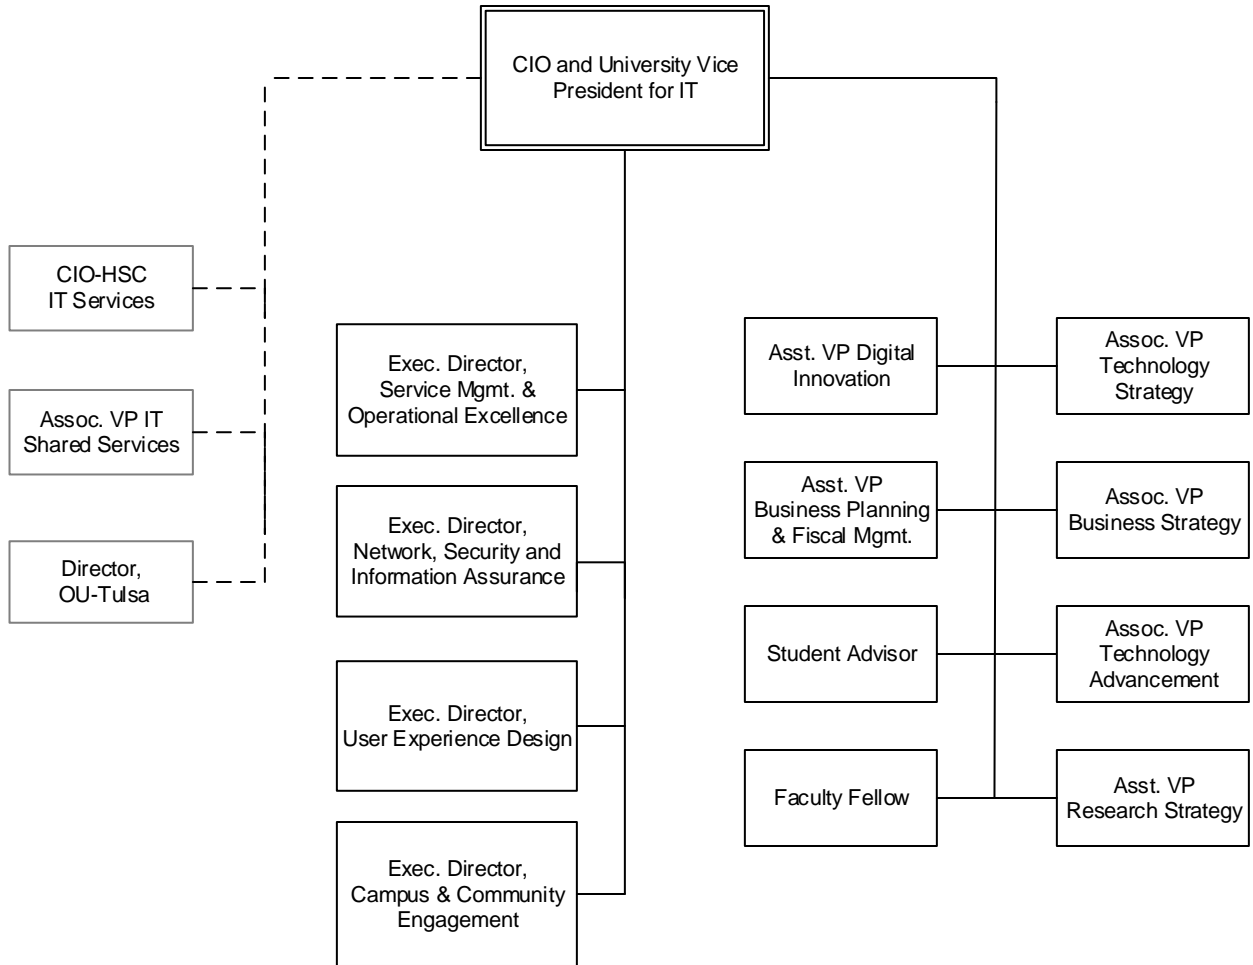 CIO and University Vice
President for IT
CIO-HSC
IT Services
Assoc. VP IT
Shared Services
Director,
OU-Tulsa
Exec. Director,
Service Mgmt. &
Operational Excellence
Exec. Director,
Network, Security and
Information Assurance
Exec. Director,
User Experience Design
Exec. Director,
Campus & Community
Engagement
Asst. VP Digital
Innovation
Assoc. VP
Technology
Strategy
Asst. VP
Business Planning
& Fiscal Mgmt.
Assoc. VP
Business Strategy
Student Advisor
Assoc. VP
Technology
Advancement
Faculty Fellow
Asst. VP
Research Strategy